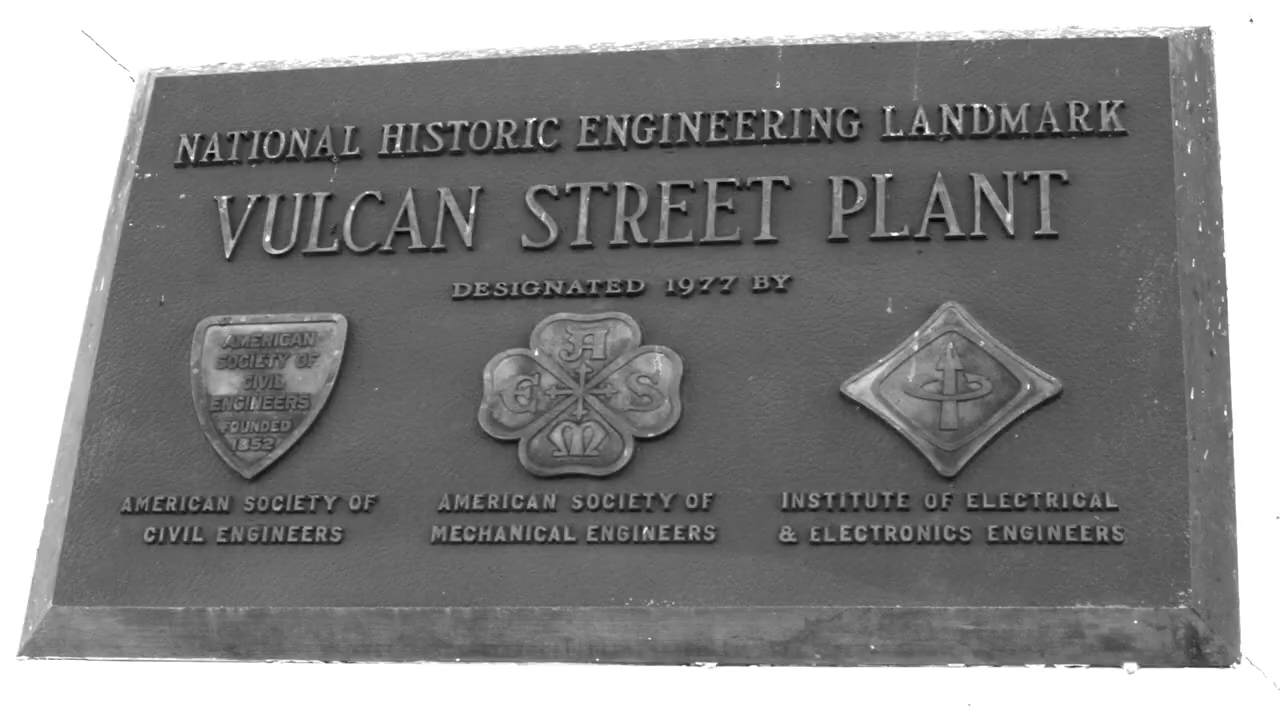 NATIONAL HISTORIC ENGINEERING LANDMARK
VULCAN STREET PLANT
DESIGNATED 1977 BY
AMERICAN
SOCIETY OF
CIVIL
ENGINEERS
FOUNDED
1852
A
S
M
E
AMERICAN SOCIETY OF
CIVIL ENGINEERS
AMERICAN SOCIETY OF
MECHANICAL ENGINEERS
INSTITUTE OF ELECTRICAL
& ELECTRONICS ENGINEERS